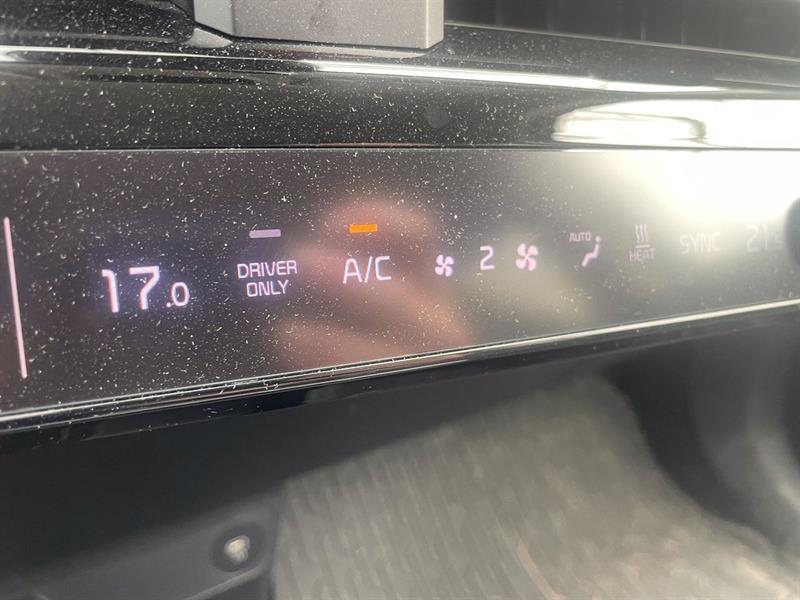 17.0
DRIVER
ONLY
A/C
2
AUTO
HEAT
SYNC